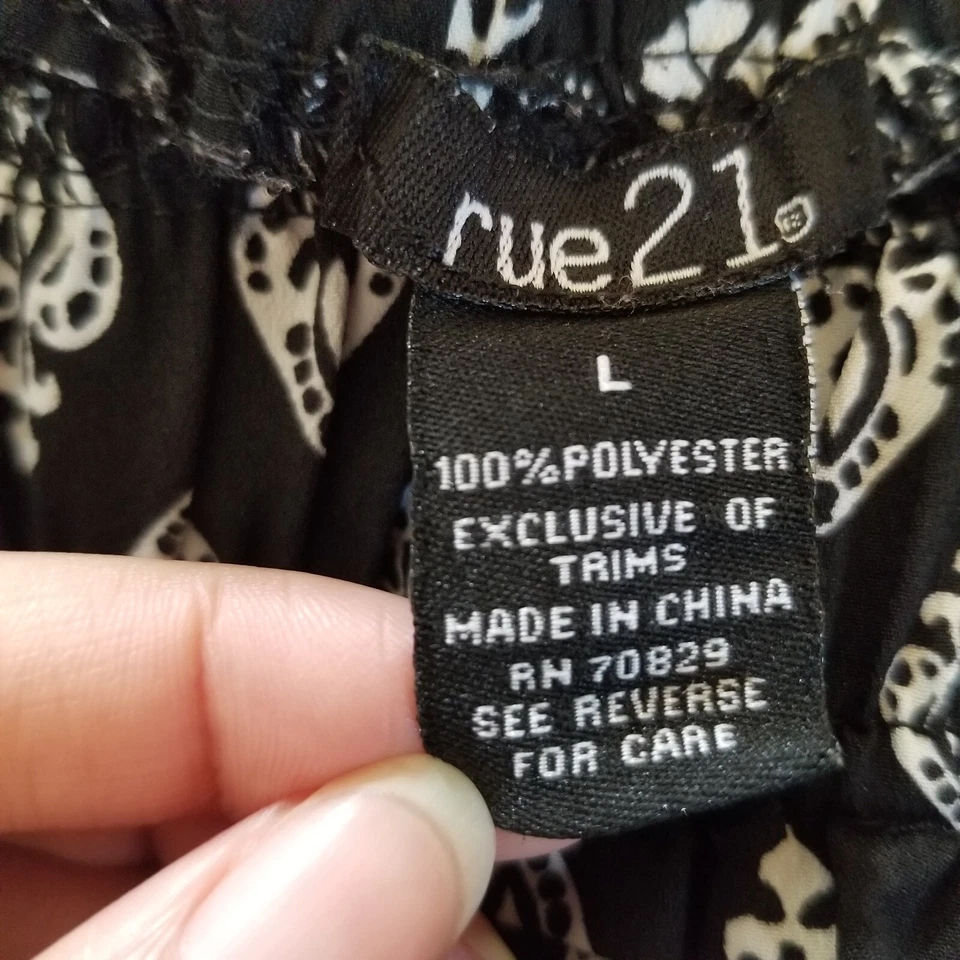 rue21®
L
100%POLYESTER
EXCLUSIVE OF
TRIMS
MADE IN CHINA
RN 70829
SEE REVERSE
FOR CARE